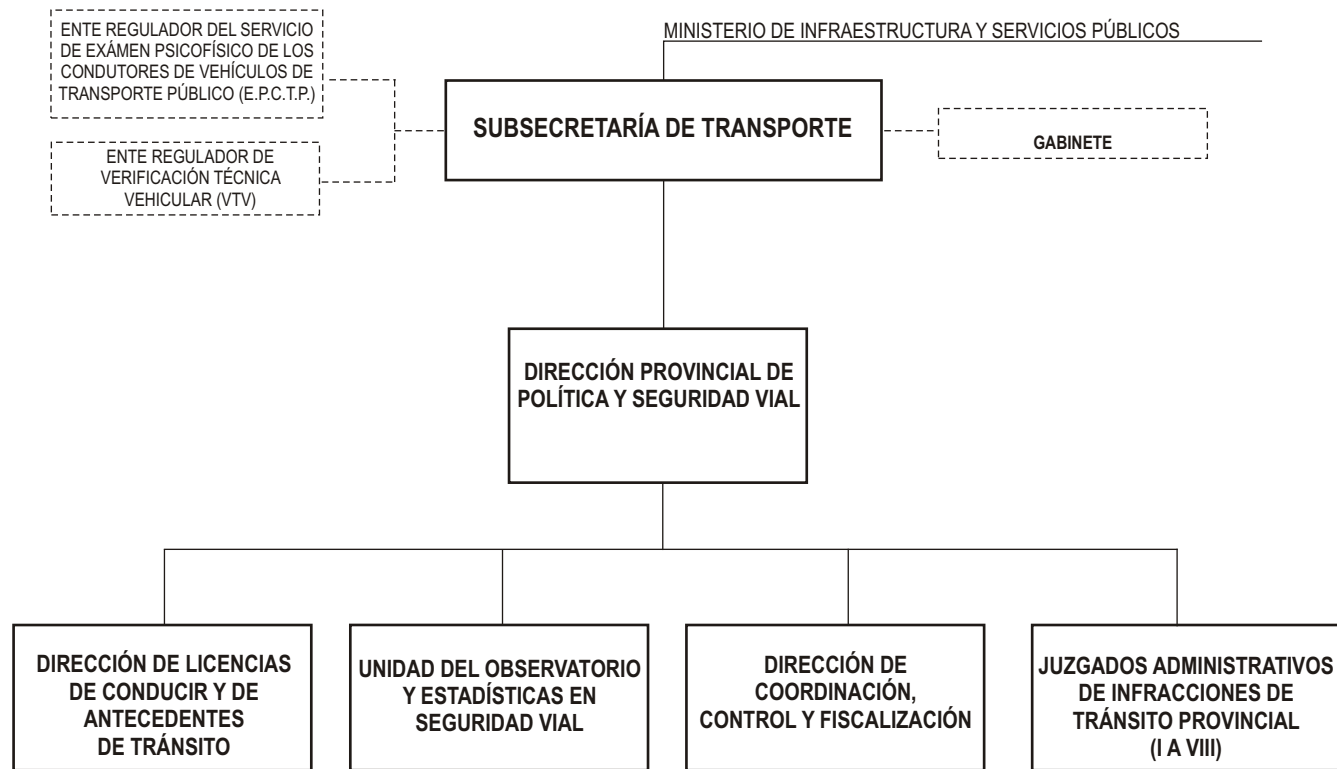 ENTE REGULADOR DEL SERVICIO
DE EXÁMEN PSICOFÍSICO DE LOS
CONDUTORES DE VEHÍCULOS DE
TRANSPORTE PÚBLICO (E.P.C.T.P.)
MINISTERIO DE INFRAESTRUCTURA Y SERVICIOS PÚBLICOS
SUBSECRETARÍA DE TRANSPORTE
GABINETE
ENTE REGULADOR DE
VERIFICACIÓN TÉCNICA
VEHICULAR (VTV)
DIRECCIÓN PROVINCIAL DE
POLÍTICA Y SEGURIDAD VIAL
DIRECCIÓN DE LICENCIAS
DE CONDUCIR Y DE
ANTECEDENTES
DE TRÁNSITO
UNIDAD DEL OBSERVATORIO
Y ESTADÍSTICAS EN
SEGURIDAD VIAL
DIRECCIÓN DE
COORDINACIÓN,
CONTROL Y FISCALIZACIÓN
JUZGADOS ADMINISTRATIVOS
DE INFRACCIONES DE
TRÁNSITO PROVINCIAL
(I A VIII)